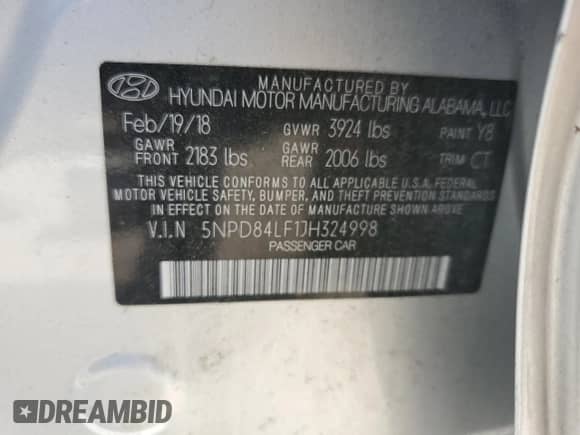 MANUFACTURED BY
HYUNDAI MOTOR MANUFACTURING ALABAMA, LLC
Feb/19/18 GVWR 3924 lbs PAINT Y8
GAWR FRONT 2183 lbs GAWR REAR 2006 lbs TRIM CT
THIS VEHICLE CONFORMS TO ALL APPLICABLE U.S.A. FEDERAL
MOTOR VEHICLE SAFETY, BUMPER, AND THEFT PREVENTION STANDARDS
IN EFFECT ON THE DATE OF MANUFACTURE SHOWN ABOVE.
V.I.N 5NPD84LF1JH324998
PASSENGER CAR
DREAMBID